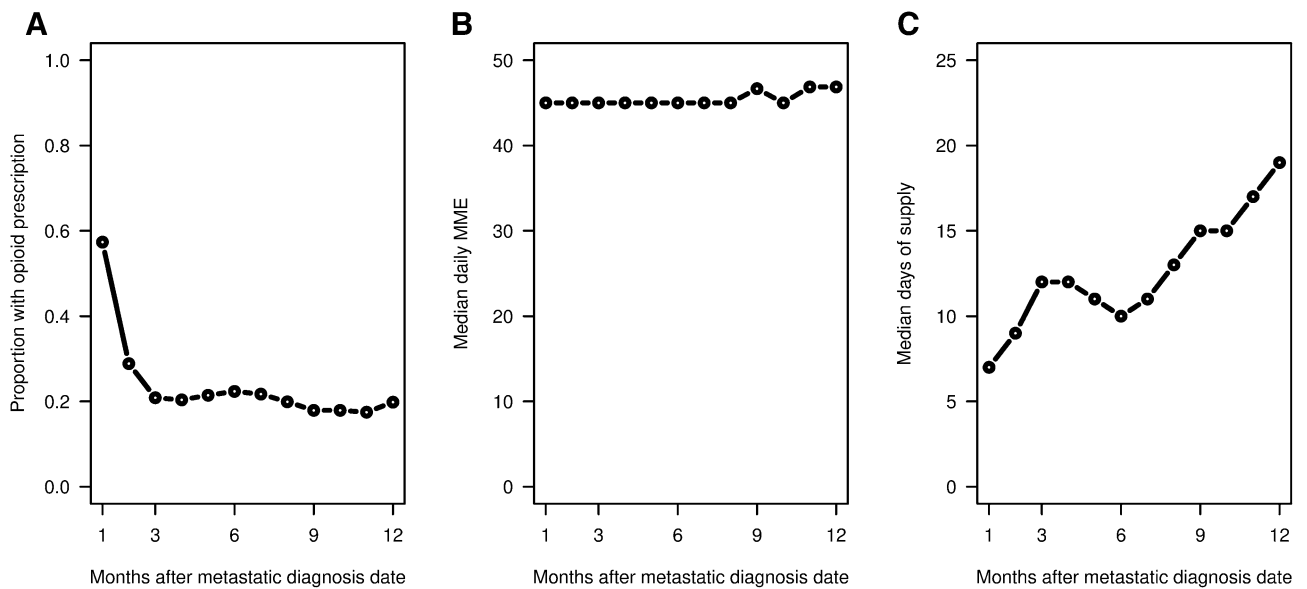 A
Proportion with opioid prescription
1.0
0.8
0.6
0.4
0.2
0.0
1 3 6 9 12
Months after metastatic diagnosis date
B
Median daily MME
50
40
30
20
10
0
1 3 6 9 12
Months after metastatic diagnosis date
C
Median days of supply
25
20
15
10
5
0
1 3 6 9 12
Months after metastatic diagnosis date